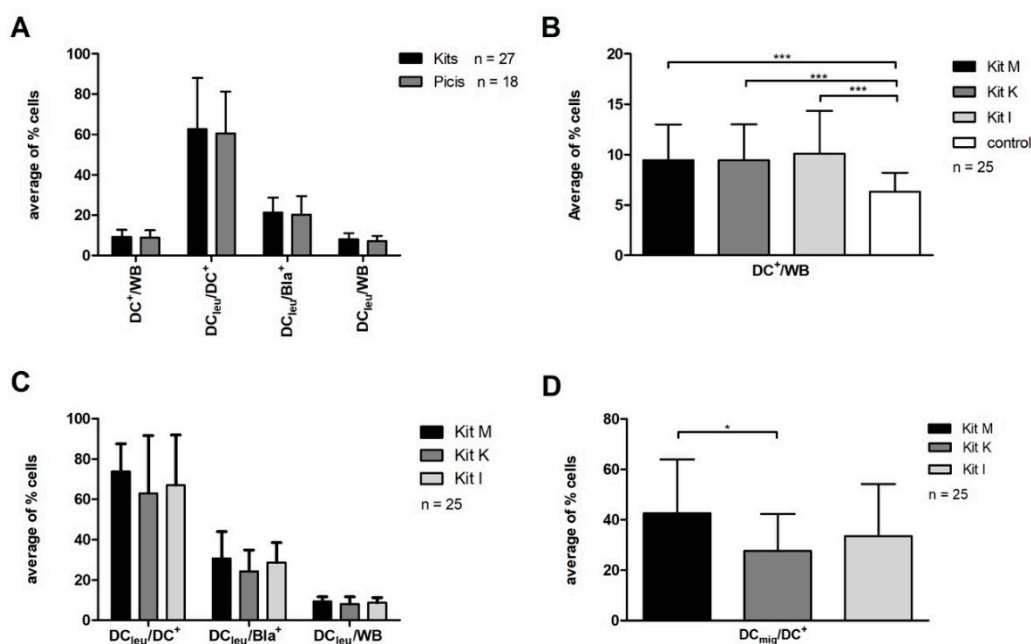 A
average of % cells
100
80
60
40
20
0
DC⁺/WB
DCleu/DC⁺
DCleu/Bla⁺
DCleu/WB
Kits n = 27
Picis n = 18
B
Average of % cells
20
15
10
5
0
***
***
***
DC⁺/WB
Kit M
Kit K
Kit I
control
n = 25
C
average of % cells
100
80
60
40
20
0
DCleu/DC⁺
DCleu/Bla⁺
DCleu/WB
Kit M
Kit K
Kit I
n = 25
D
average of % cells
80
60
40
20
0
*
DCmig/DC⁺
Kit M
Kit K
Kit I
n = 25